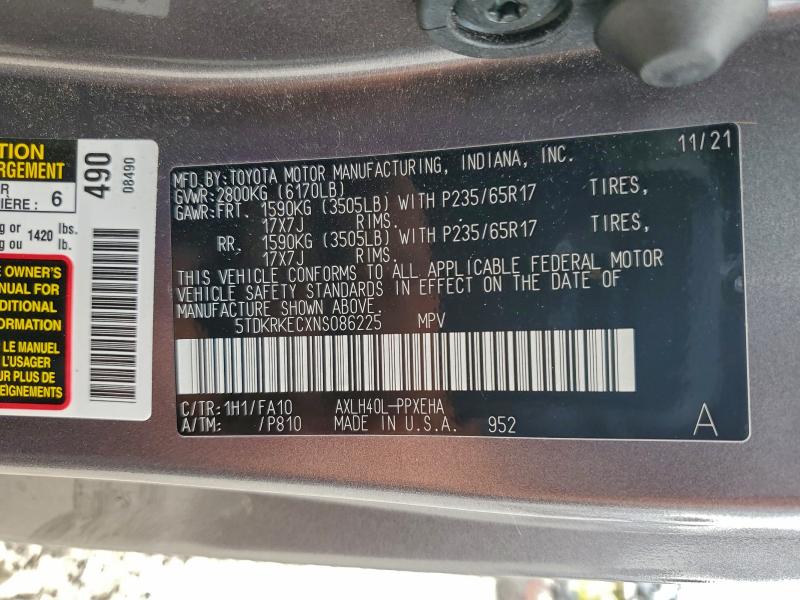 TION
RGEMENT
R
IÈRE : 6
g or 1420 lbs.
g ou lb.
E OWNER'S
NUAL FOR
DITIONAL
ORMATION
LE MANUEL
L'USAGER
UR PLUS DE
EIGNEMENTS
490
08490
11/21
MFD.BY:TOYOTA MOTOR MANUFACTURING, INDIANA, INC.
GVWR:2800KG (6170LB)
GAWR:FRT. 1590KG (3505LB) WITH P235/65R17 TIRES,
17X7J RIMS.
RR. 1590KG (3505LB) WITH P235/65R17 TIRES,
17X7J RIMS.
THIS VEHICLE CONFORMS TO ALL APPLICABLE FEDERAL MOTOR
VEHICLE SAFETY STANDARDS IN EFFECT ON THE DATE OF
MANUFACTURE SHOWN ABOVE.
5TDKRKECXNS086225 MPV
C/TR:1H1/FA10 AXLH40L-PPXEHA
A/TM: /P810 MADE IN U.S.A. 952
A